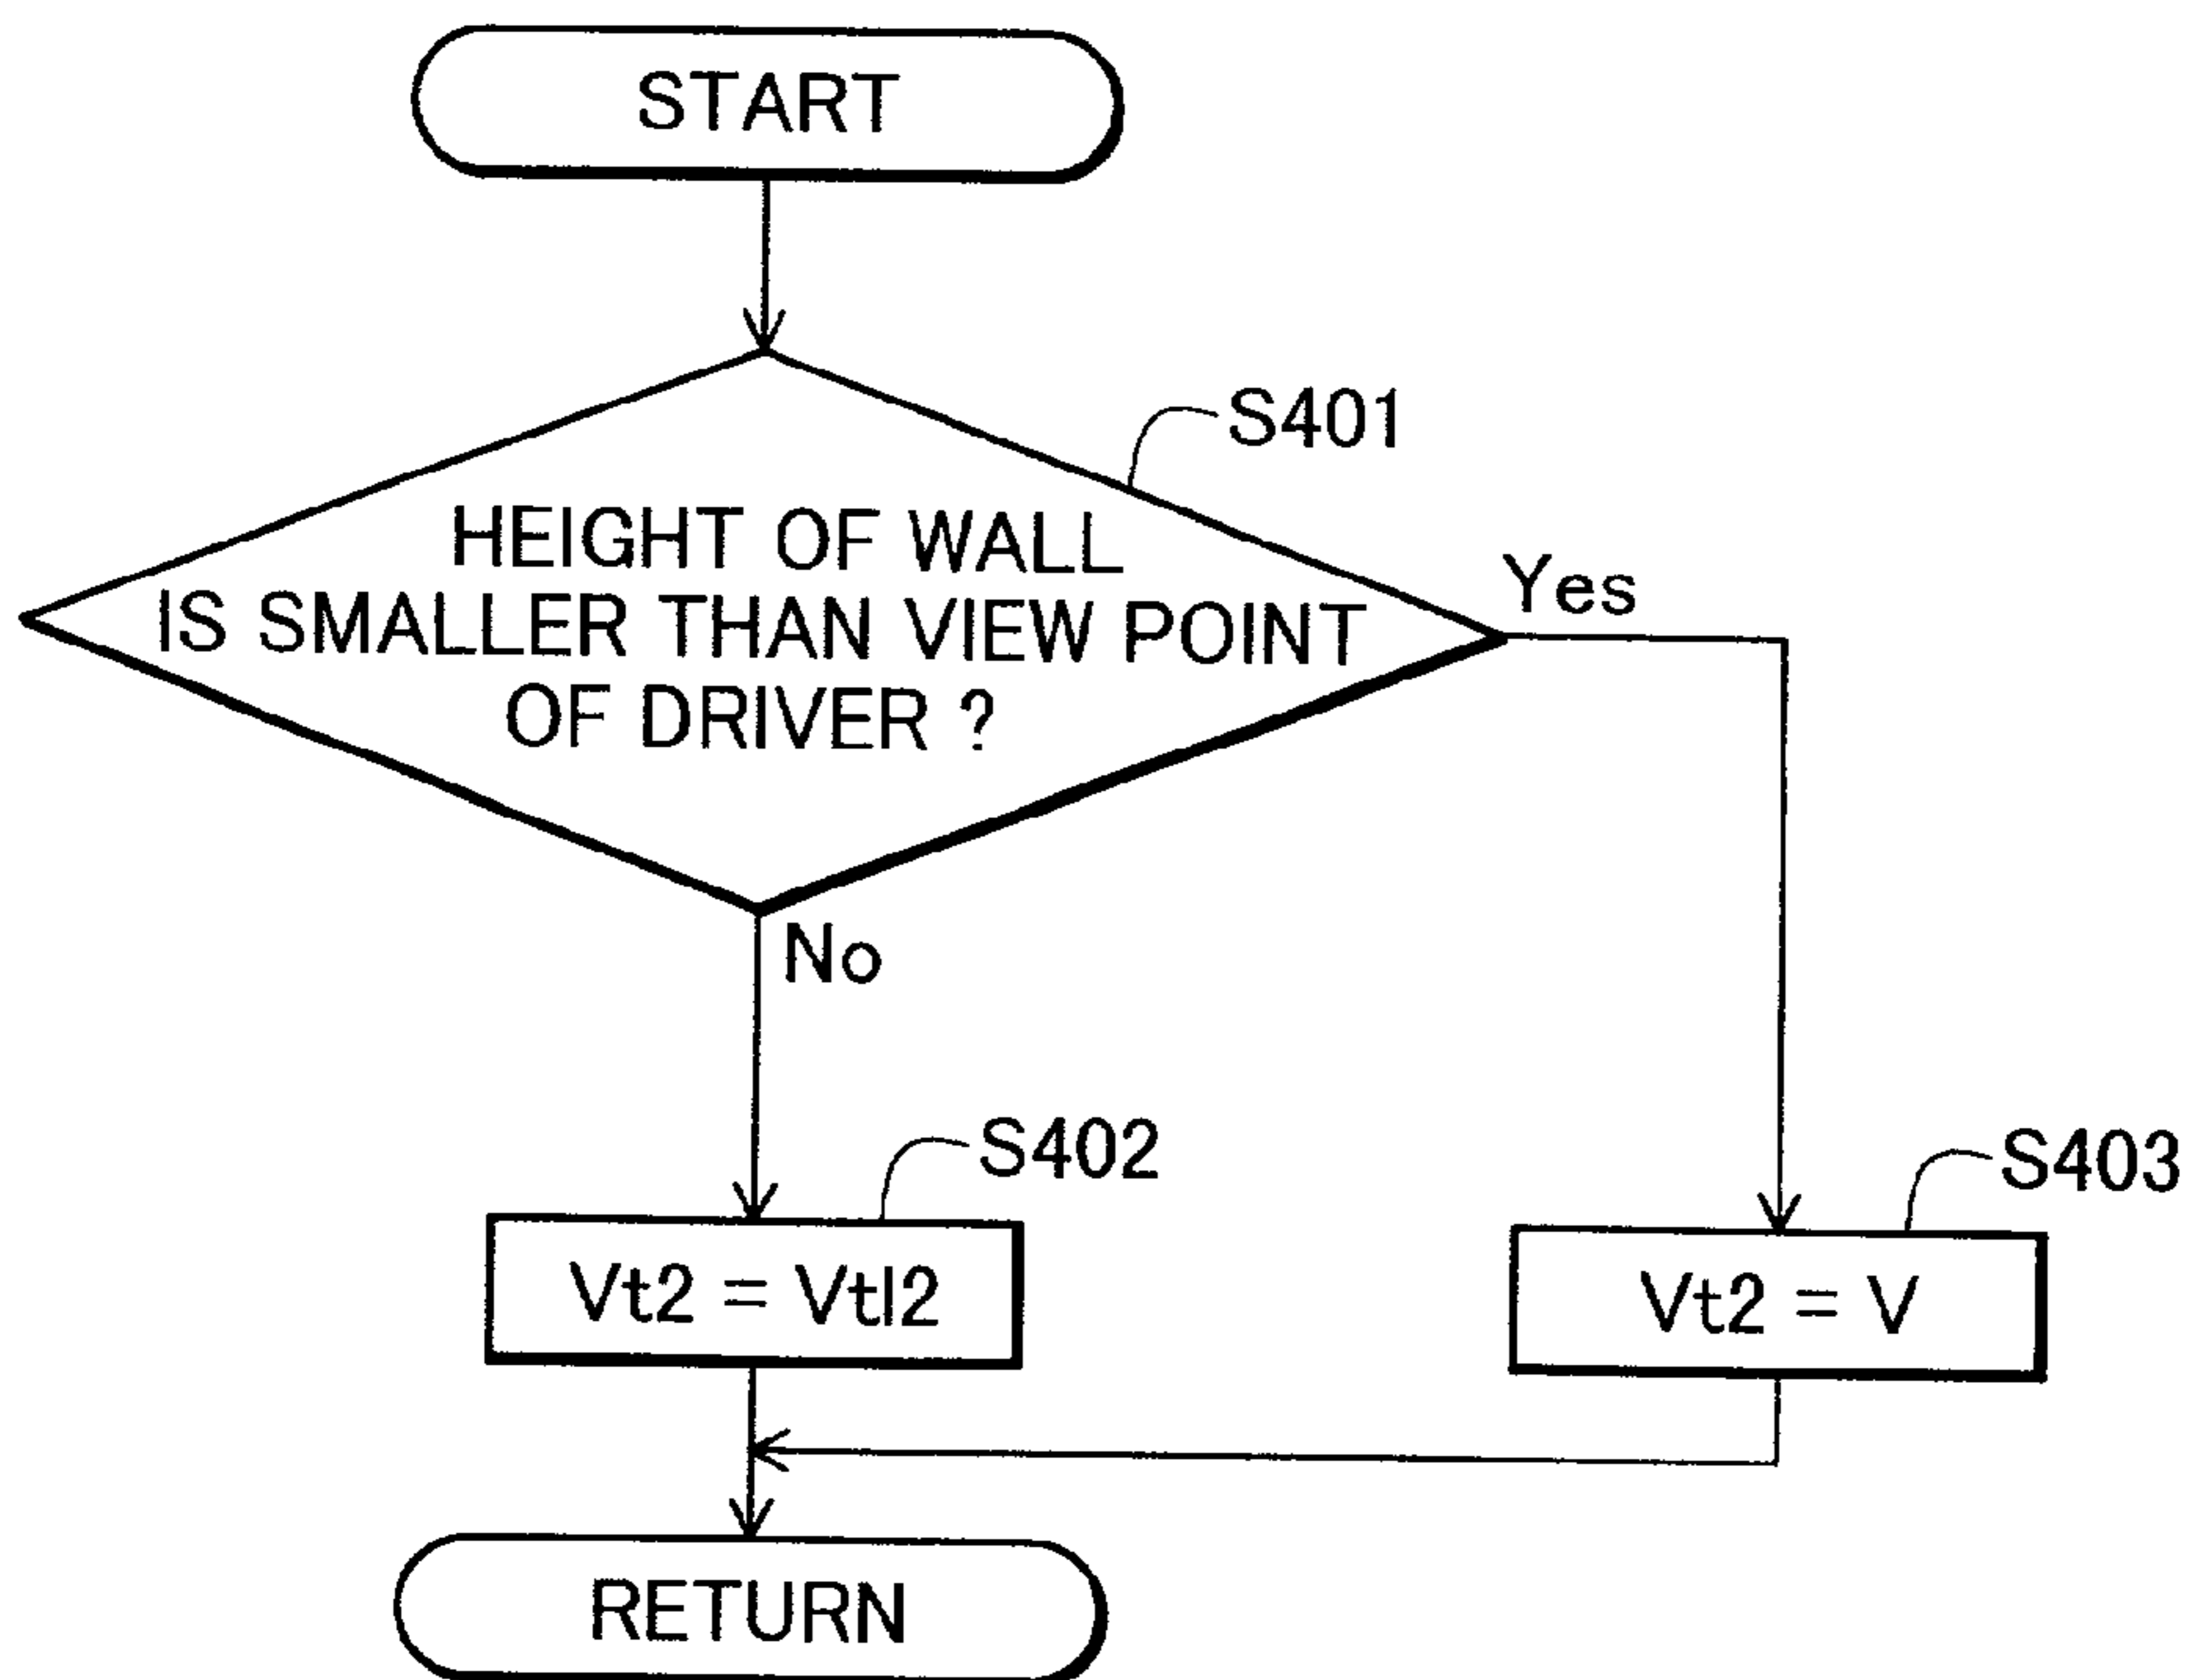 START
S401
HEIGHT OF WALL
IS SMALLER THAN VIEW POINT
OF DRIVER ?
Yes
No
S402
Vt2 = Vtl2
S403
Vt2 = V
RETURN